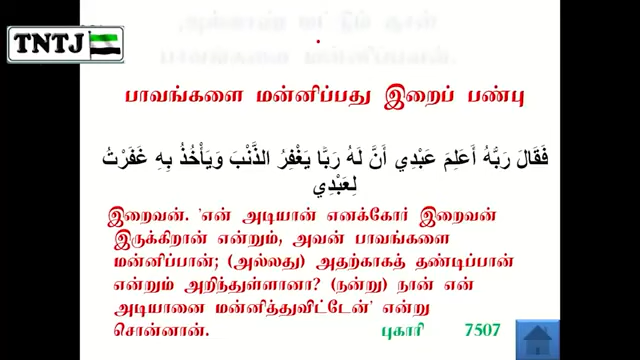 TNTJ
பாவங்களை மன்னிப்பது இறைப் பண்பு
فَقَالَ رَبُّهُ أَعَلِمَ عَبْدِي أَنَّ لَهُ رَبًّا يَغْفِرُ الذَّنْبَ وَيَأْخُذُ بِهِ غَفَرْتُ
لِعَبْدِي
இறைவன். 'என் அடியான் எனக்கோர் இறைவன்
இருக்கிறான் என்றும், அவன் பாவங்களை
மன்னிப்பான்; (அல்லது) அதற்காகத் தண்டிப்பான்
என்றும் அறிந்துள்ளானா? (நன்று) நான் என்
அடியானை மன்னித்துவிட்டேன்' என்று
சொன்னான். புகாரி 7507